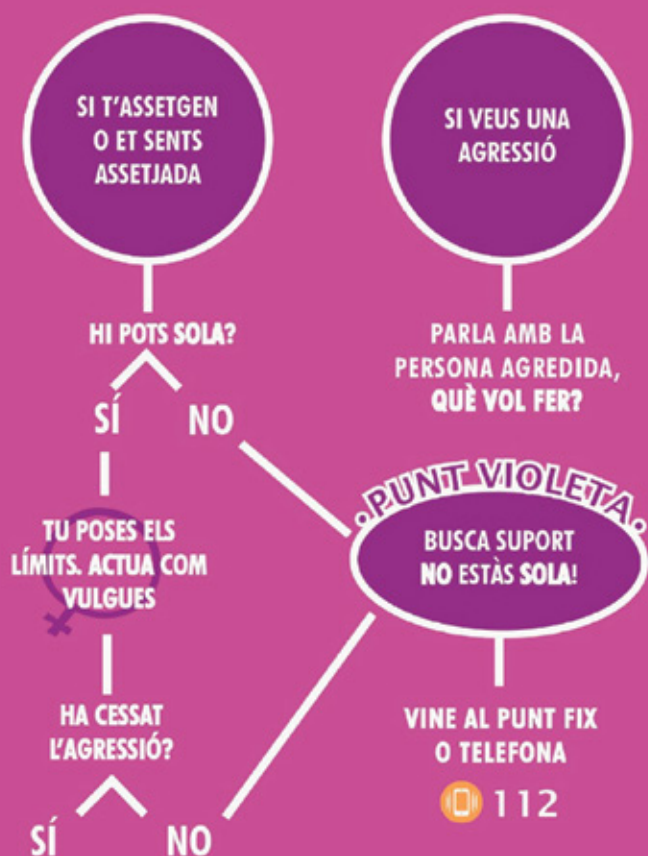 SI T'ASSETGEN
O ET SENTS
ASSETJADA
HI POTS SOLA?
SÍ
NO
TU POSES ELS
LÍMITS. ACTUA COM
VULGUES
HA CESSAT
L'AGRESSIÓ?
SÍ
NO
SI VEUS UNA
AGRESSIÓ
PARLA AMB LA
PERSONA AGREDIDA,
QUÈ VOL FER?
·PUNT VIOLETA·
BUSCA SUPORT
NO ESTÀS SOLA!
VINE AL PUNT FIX
O TELEFONA
112